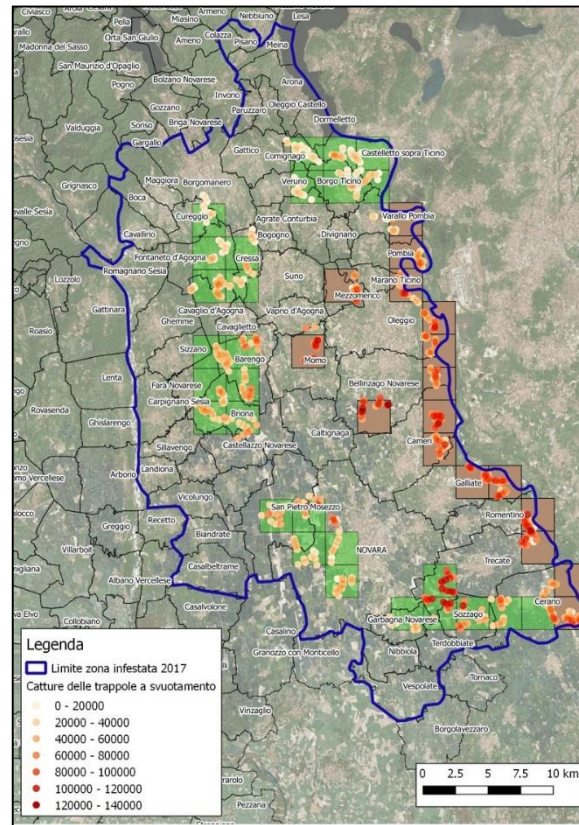 Civiasco
Arola
Armeno
Nebbiuno
Lesa
Pella
Miasino
Colazza
Orta San Giulio
Ameno
Pisano
Meina
Madonna del Sasso
San Maurizio d'Opaglio
Bolzano Novarese
Arona
Pogno
Invorio
Oleggio Castello
Gozzano
Paruzzaro
Dormelletto
Valduggia
Soriso
Briga Novarese
Gargallo
Gattico
Comignago
Castelletto sopra Ticino
Grignasco
Maggiora
Borgomanero
Veruno
Borgo Ticino
Boca
Cureggio
Agrate Conturbia
Varallo Pombia
Cavallirio
Bogogno
Divignano
Fontaneto d'Agogna
Cressa
Pombia
Romagnano Sesia
Lozzolo
Suno
Marano Ticino
Mezzomerico
Gattinara
Cavaglio d'Agogna
Oleggio
Roasio
Ghemme
Cavaglietto
Vaprio d'Agogna
Sizzano
Momo
Lenta
Barengo
Fara Novarese
Bellinzago Novarese
Rovasenda
Carpignano Sesia
Ghislarengo
Briona
Cameri
Sillavengo
Castellazzo Novarese
Caltignaga
Arborio
Landiona
Galliate
Vicolungo
San Pietro Mosezzo
Romentino
Greggio
Recetto
Biandrate
NOVARA
Villarboit
Trecate
Casalbeltrame
Albano Vercellese
Cerano
Casalvolone
Garbagna Novarese
Sozzago
Collobiano
Casalino
Terdobbiate
Nibbiola
Granozzo con Monticello
Tornaco
Vespolate
Vinzaglio
Borgolavezzaro
Pezzana
Legenda
Limite zona infestata 2017
Catture delle trappole a svuotamento
0 - 20000
20000 - 40000
40000 - 60000
60000 - 80000
80000 - 100000
100000 - 120000
120000 - 140000
0 2.5 5 7.5 10 km